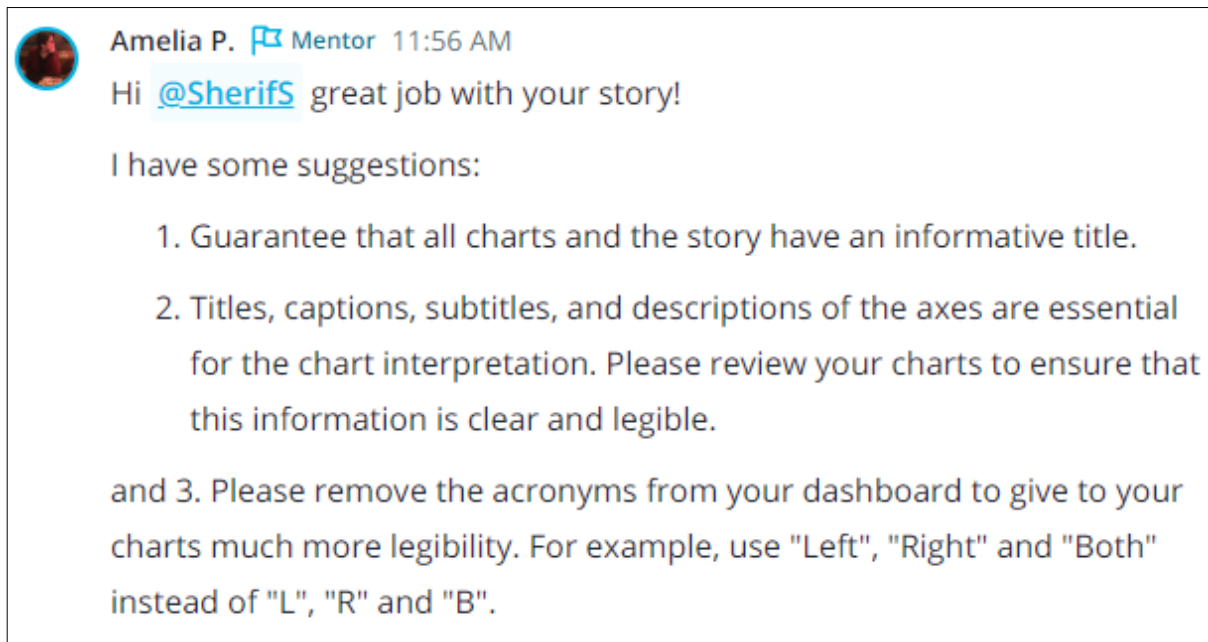 Amelia P. Mentor 11:56 AM
Hi @SherifS great job with your story!
I have some suggestions:
1. Guarantee that all charts and the story have an informative title.
2. Titles, captions, subtitles, and descriptions of the axes are essential
for the chart interpretation. Please review your charts to ensure that
this information is clear and legible.
and 3. Please remove the acronyms from your dashboard to give to your
charts much more legibility. For example, use "Left", "Right" and "Both"
instead of "L", "R" and "B".